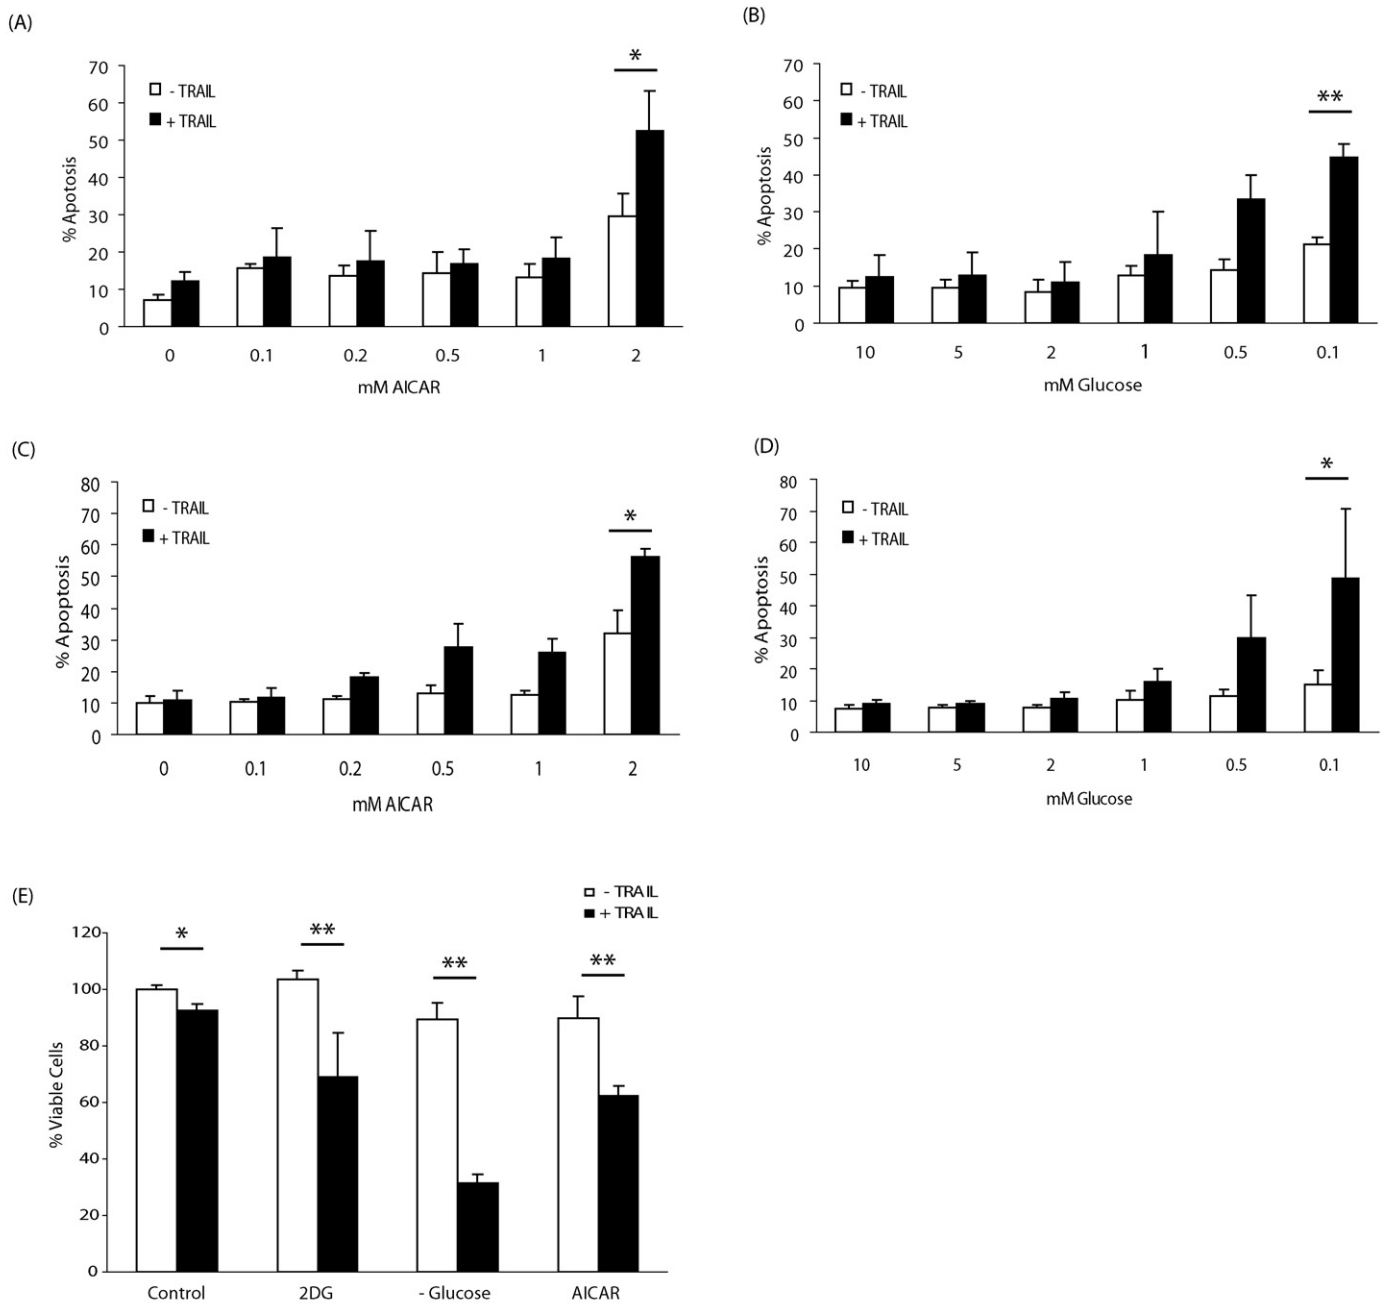 (A)
70
60
50
40
30
20
10
0
% Apotosis
- TRAIL
+ TRAIL
*
0 0.1 0.2 0.5 1 2
mM AICAR
(B)
70
60
50
40
30
20
10
0
% Apoptosis
- TRAIL
+ TRAIL
**
10 5 2 1 0.5 0.1
mM Glucose
(C)
80
70
60
50
40
30
20
10
0
% Apoptosis
- TRAIL
+ TRAIL
*
0 0.1 0.2 0.5 1 2
mM AICAR
(D)
80
70
60
50
40
30
20
10
0
% Apoptosis
- TRAIL
+ TRAIL
*
10 5 2 1 0.5 0.1
mM Glucose
(E)
- TRAIL
+ TRAIL
120
100
80
60
40
20
0
% Viable Cells
* ** ** **
Control 2DG - Glucose AICAR